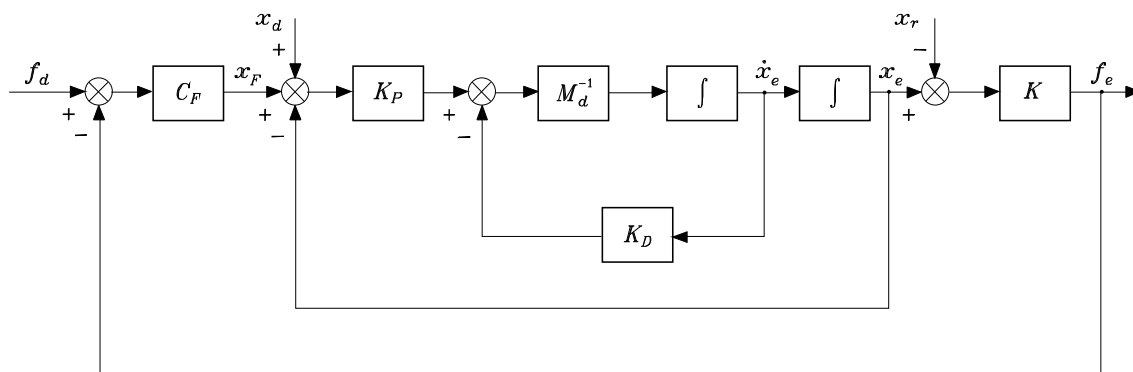 x_d
x_r
f_d
+
−
C_F
x_F
+
+
−
K_P
+
−
M_d^{-1}
∫
ẋ_e
∫
x_e
−
+
K
f_e
K_D